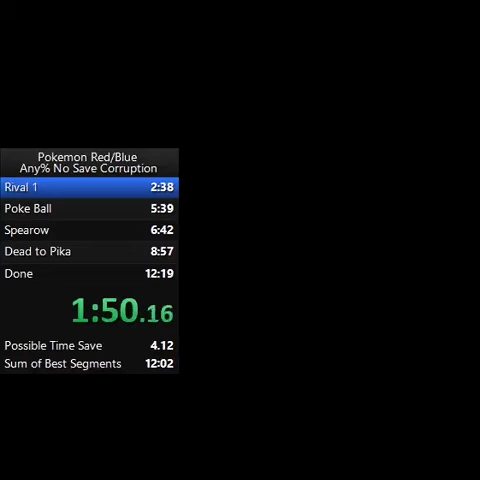 Pokemon Red/Blue
Any% No Save Corruption
Rival 1 2:38
Poke Ball 5:39
Spearow 6:42
Dead to Pika 8:57
Done 12:19
1:50.16
Possible Time Save 4.12
Sum of Best Segments 12:02